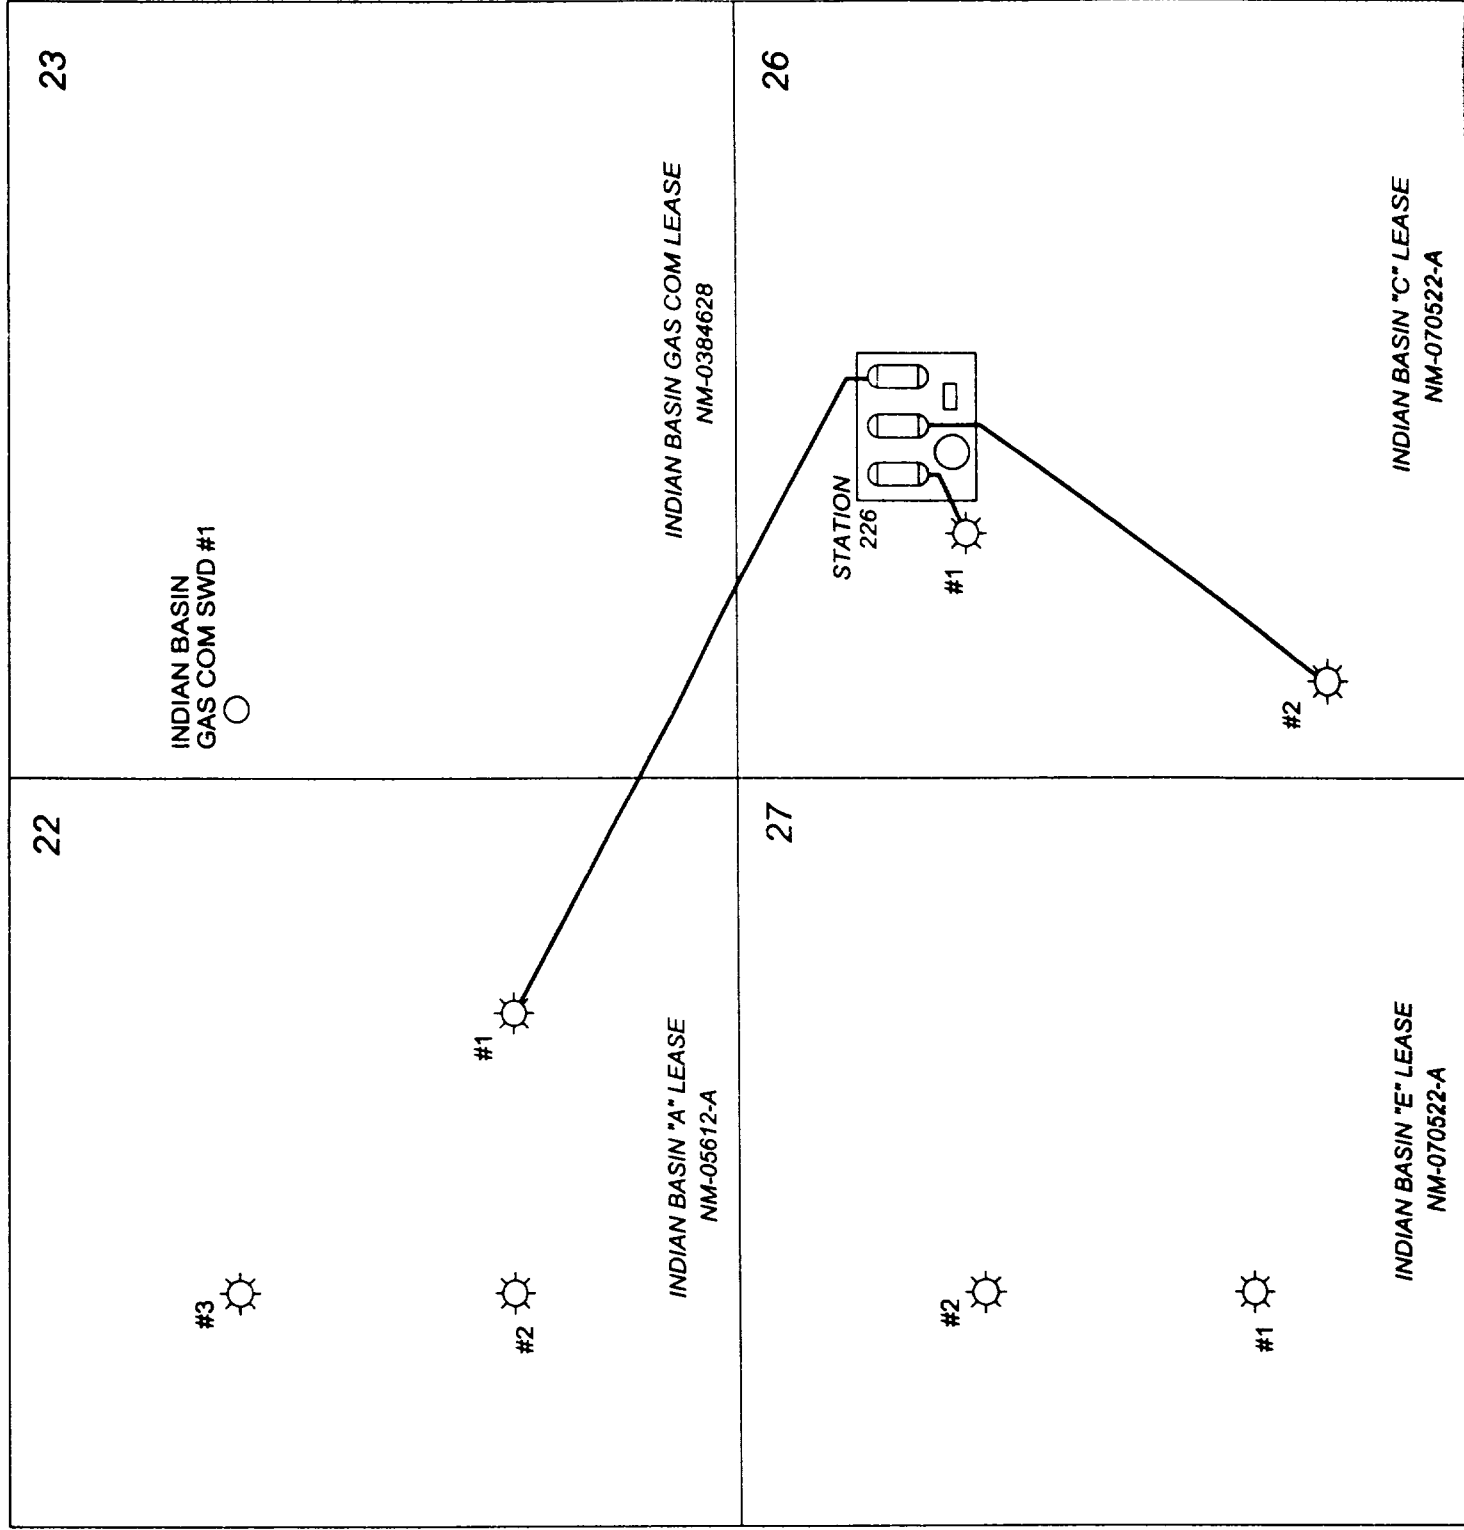 22
#3
#2
#1
INDIAN BASIN "A" LEASE
NM-05612-A
23
INDIAN BASIN
GAS COM SWD #1
INDIAN BASIN GAS COM LEASE
NM-0384628
27
#2
#1
INDIAN BASIN "E" LEASE
NM-070522-A
26
STATION
226
#1
#2
INDIAN BASIN "C" LEASE
NM-070522-A